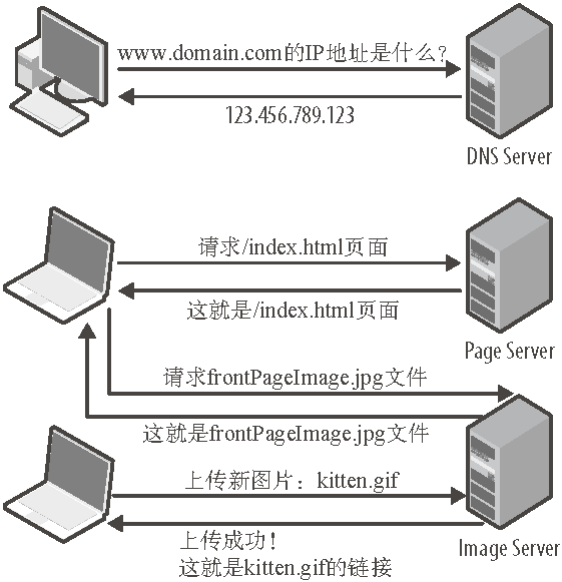 www.domain.com的IP地址是什么?
123.456.789.123
DNS Server
请求/index.html页面
这就是/index.html页面
Page Server
请求frontPageImage.jpg文件
这就是frontPageImage.jpg文件
上传新图片：kitten.gif
上传成功!
这就是kitten.gif的链接
Image Server